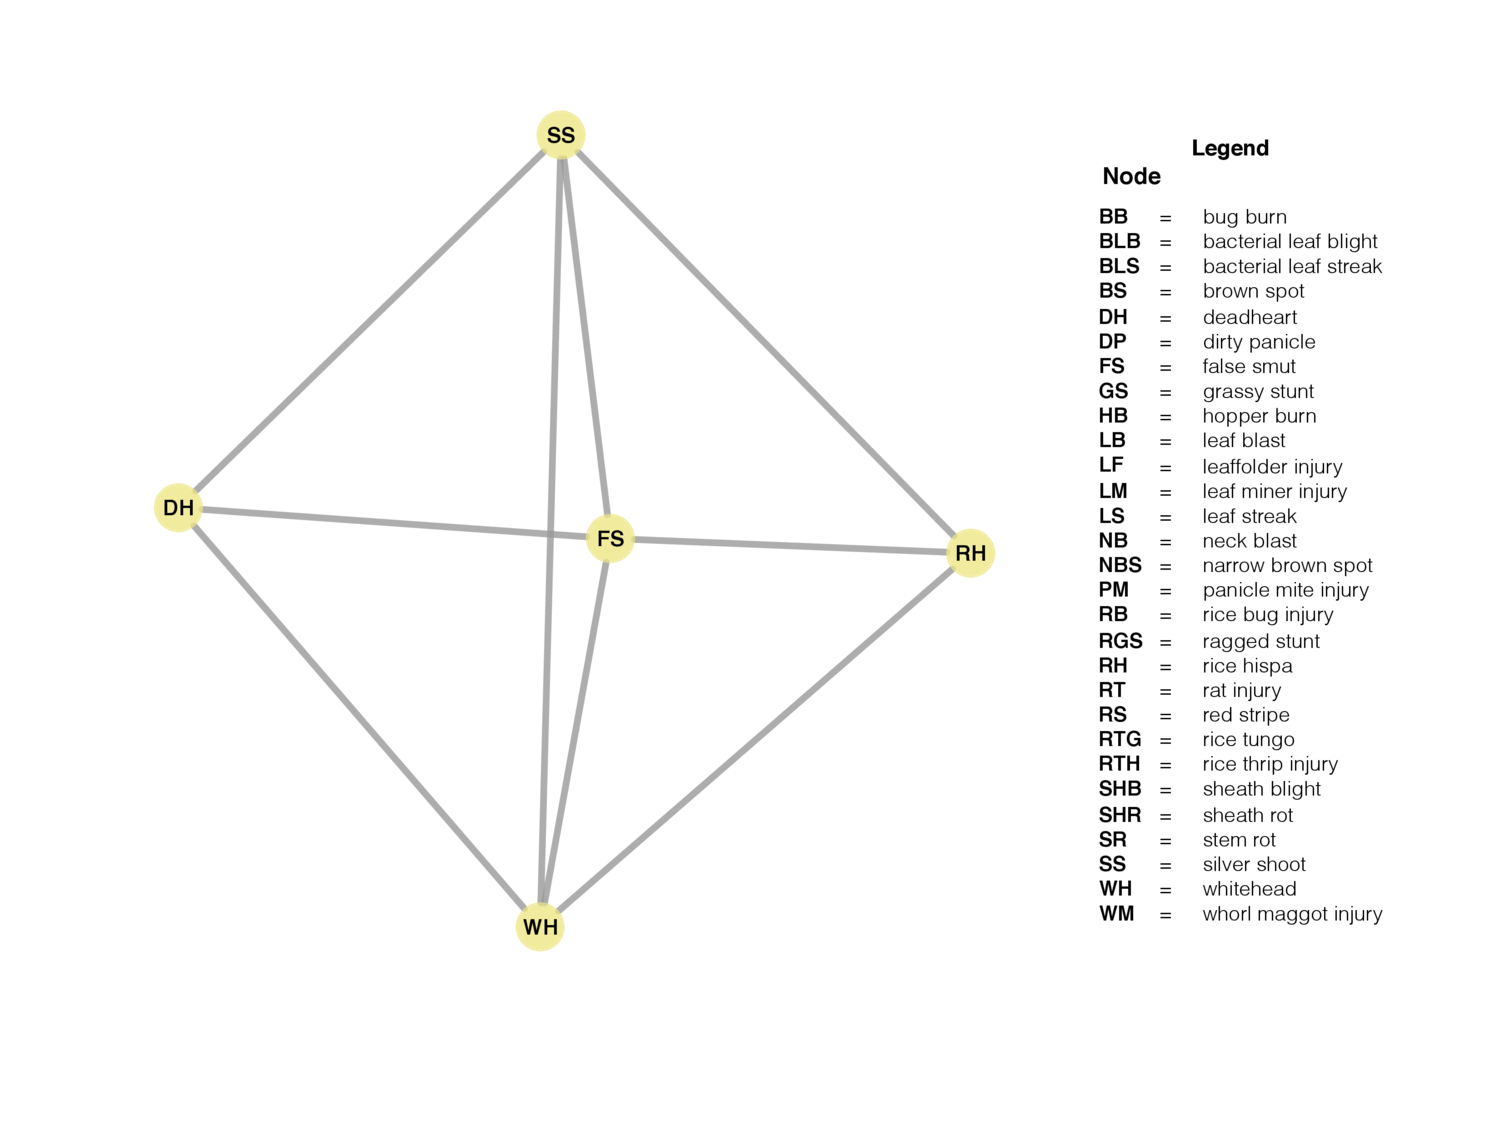 SS
DH
FS
RH
WH
Legend
Node
BB = bug burn
BLB = bacterial leaf blight
BLS = bacterial leaf streak
BS = brown spot
DH = deadheart
DP = dirty panicle
FS = false smut
GS = grassy stunt
HB = hopper burn
LB = leaf blast
LF = leaffolder injury
LM = leaf miner injury
LS = leaf streak
NB = neck blast
NBS = narrow brown spot
PM = panicle mite injury
RB = rice bug injury
RGS = ragged stunt
RH = rice hispa
RT = rat injury
RS = red stripe
RTG = rice tungo
RTH = rice thrip injury
SHB = sheath blight
SHR = sheath rot
SR = stem rot
SS = silver shoot
WH = whitehead
WM = whorl maggot injury